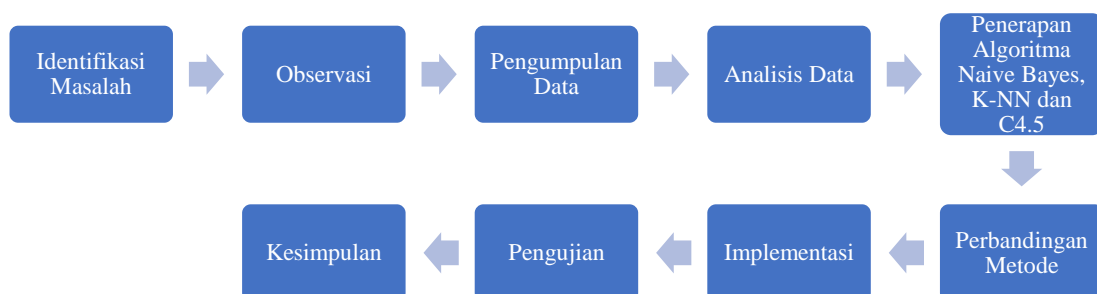 Identifikasi
Masalah
Observasi
Pengumpulan
Data
Analisis Data
Penerapan
Algoritma
Naive Bayes,
K-NN dan
C4.5
Perbandingan
Metode
Implementasi
Pengujian
Kesimpulan